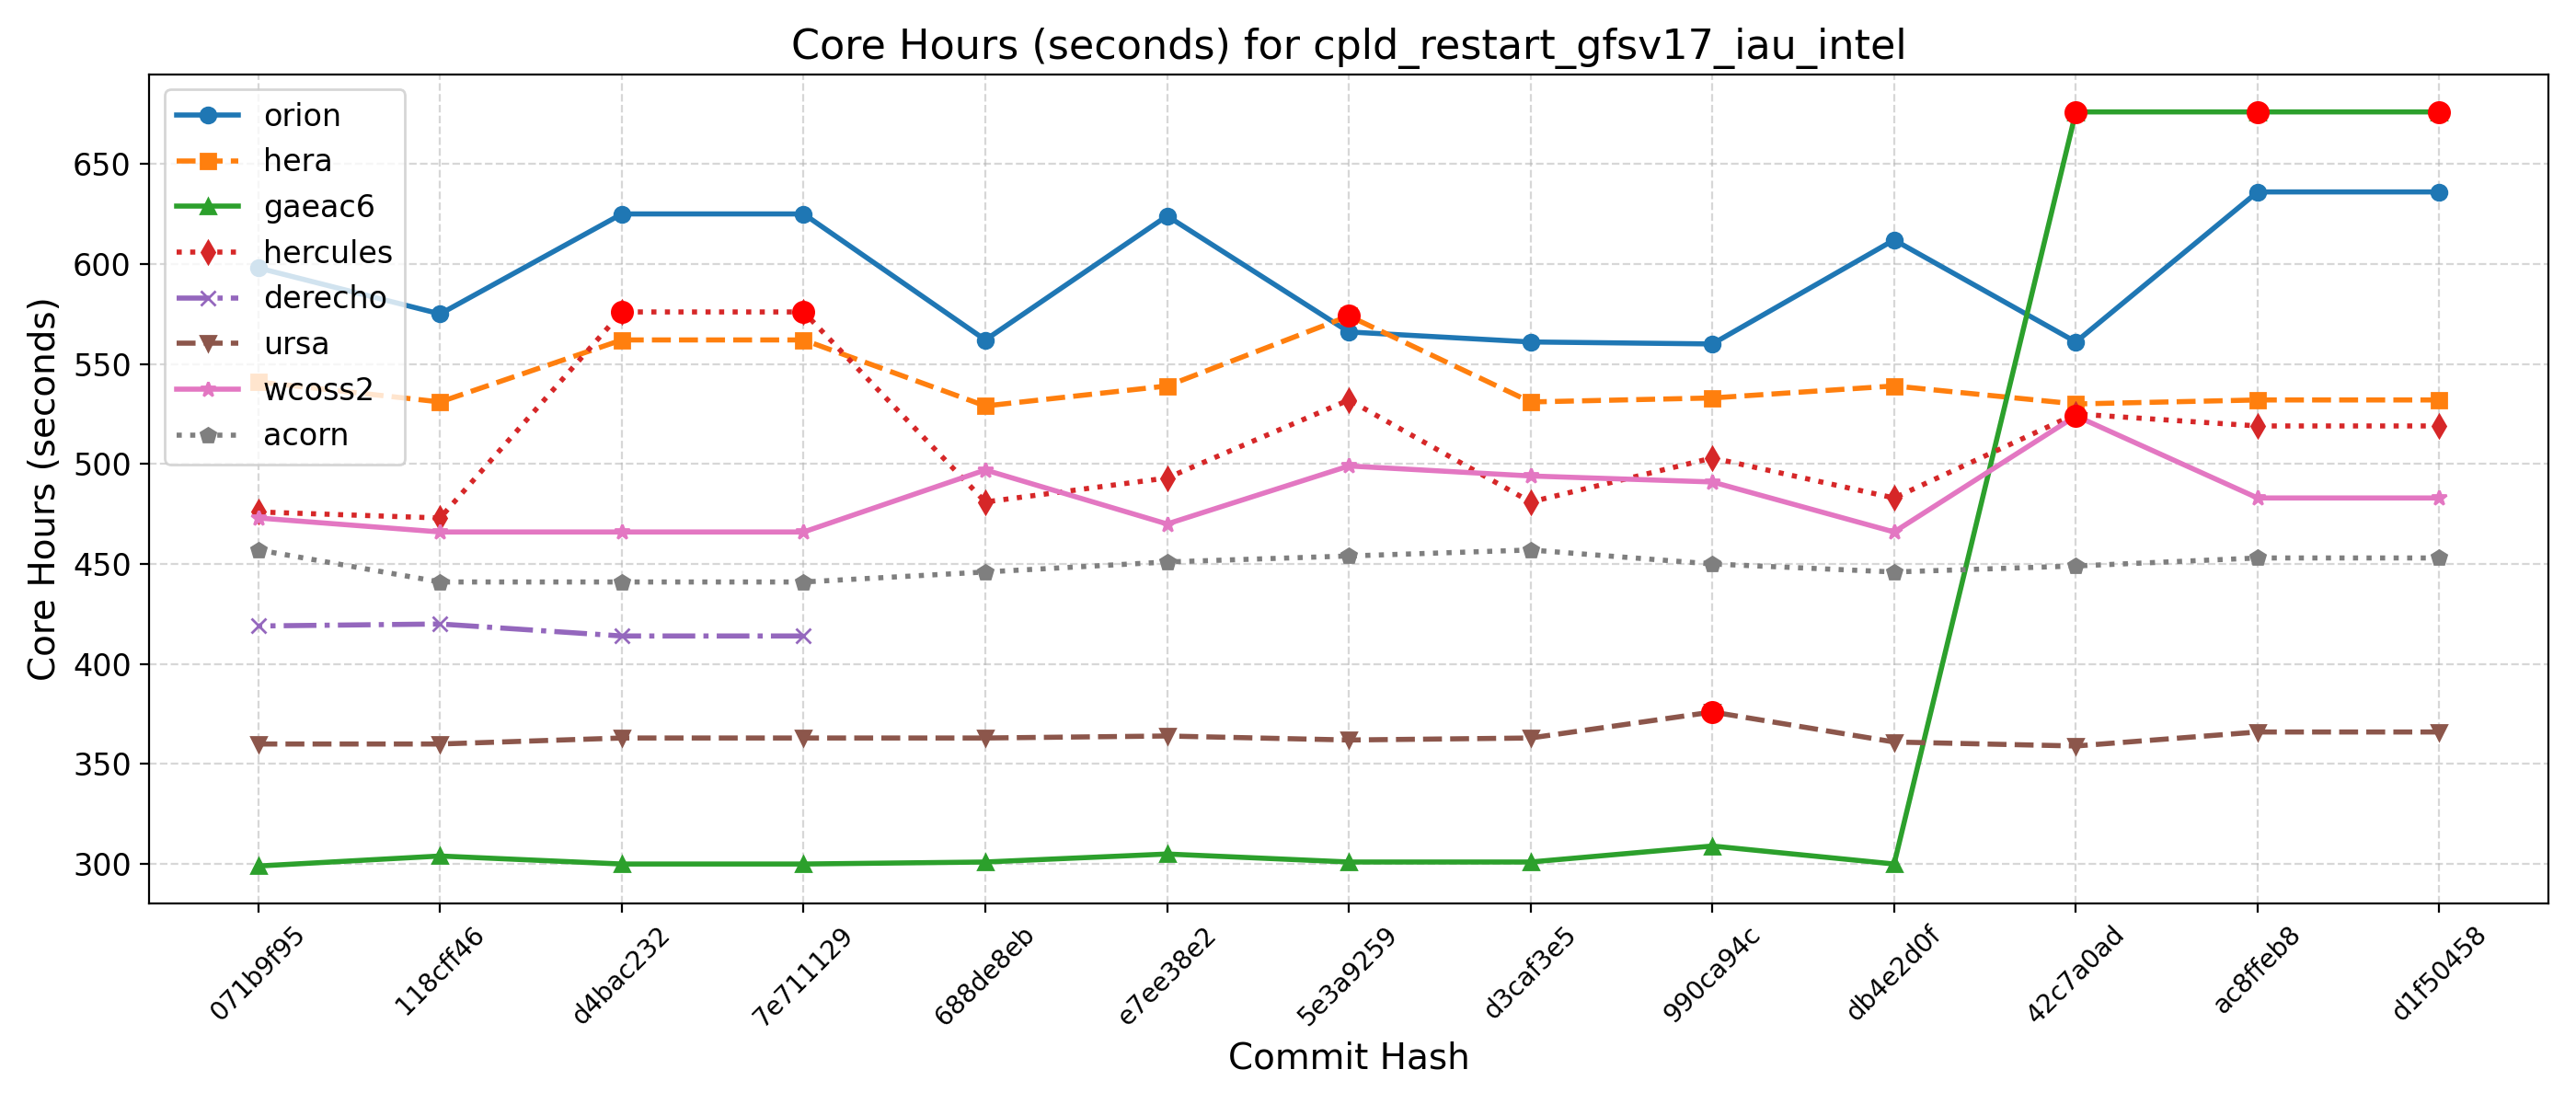 Core Hours (seconds) for cpld_restart_gfsv17_iau_intel
orion
hera
gaeac6
hercules
derecho
ursa
wcoss2
acorn
Core Hours (seconds)
650
600
550
500
450
400
350
300
071b9f95
118cff46
d4bac232
7e711129
688de8eb
e7ee38e2
5e3a9259
d3caf3e5
990ca94c
db4e2d0f
42c7a0ad
ac8ffeb8
d1f50458
Commit Hash